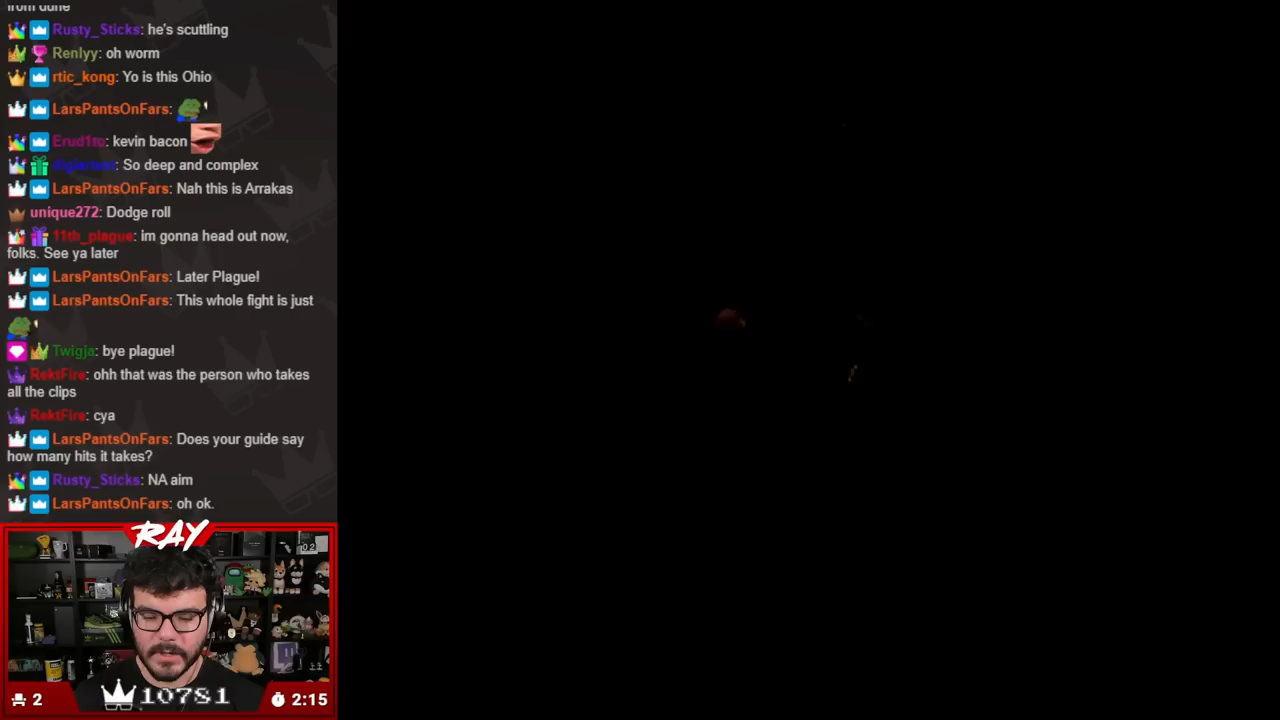 from dune
Rusty_Sticks: he's scuttling
Renlyy: oh worm
rtic_kong: Yo is this Ohio
LarsPantsOnFars:
Erud1to: kevin bacon
So deep and complex
LarsPantsOnFars: Nah this is Arrakas
unique272: Dodge roll
11th_plague: im gonna head out now,
folks. See ya later
LarsPantsOnFars: Later Plague!
LarsPantsOnFars: This whole fight is just
Twigja: bye plague!
RektFire: ohh that was the person who takes
all the clips
RektFire: cya
LarsPantsOnFars: Does your guide say
how many hits it takes?
Rusty_Sticks: NA aim
LarsPantsOnFars: oh ok.
RAY
2
10781
2:15